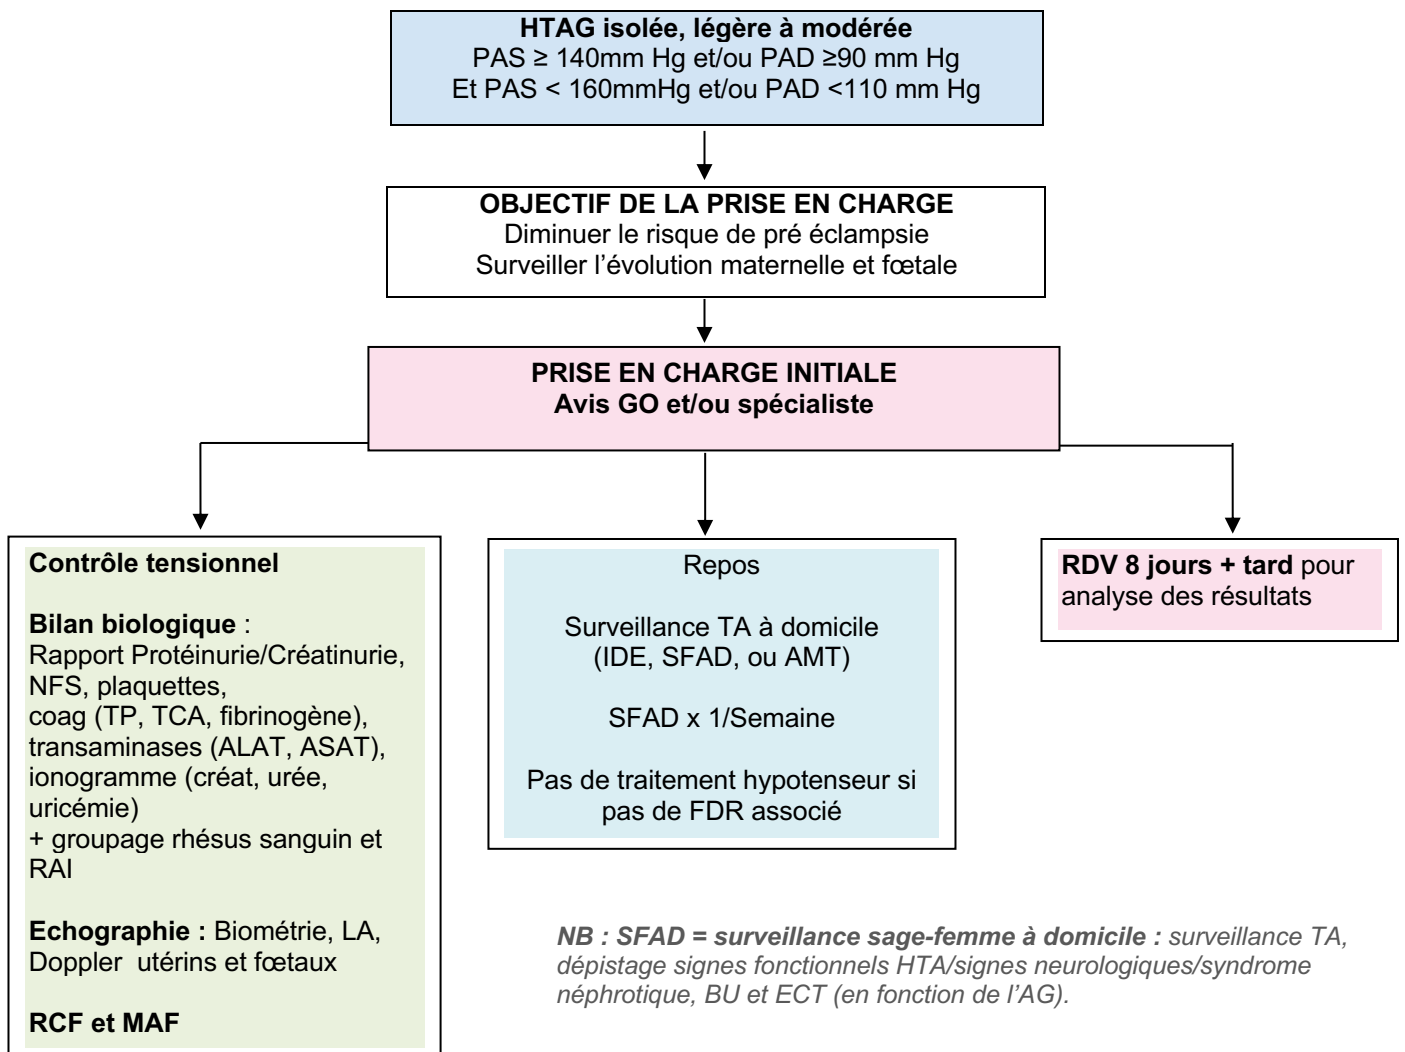 HTAG isolée, légère à modérée
PAS ≥ 140mm Hg et/ou PAD ≥90 mm Hg
Et PAS < 160mmHg et/ou PAD <110 mm Hg
OBJECTIF DE LA PRISE EN CHARGE
Diminuer le risque de pré éclampsie
Surveiller l’évolution maternelle et fœtale
PRISE EN CHARGE INITIALE
Avis GO et/ou spécialiste
Contrôle tensionnel
Bilan biologique :
Rapport Protéinurie/Créatinurie,
NFS, plaquettes,
coag (TP, TCA, fibrinogène),
transaminases (ALAT, ASAT),
ionogramme (créat, urée,
uricémie)
+ groupage rhésus sanguin et
RAI
Echographie : Biométrie, LA,
Doppler utérins et fœtaux
RCF et MAF
Repos
Surveillance TA à domicile
(IDE, SFAD, ou AMT)
SFAD x 1/Semaine
Pas de traitement hypotenseur si
pas de FDR associé
RDV 8 jours + tard pour
analyse des résultats
NB : SFAD = surveillance sage-femme à domicile : surveillance TA,
dépistage signes fonctionnels HTA/signes neurologiques/syndrome
néphrotique, BU et ECT (en fonction de l’AG).